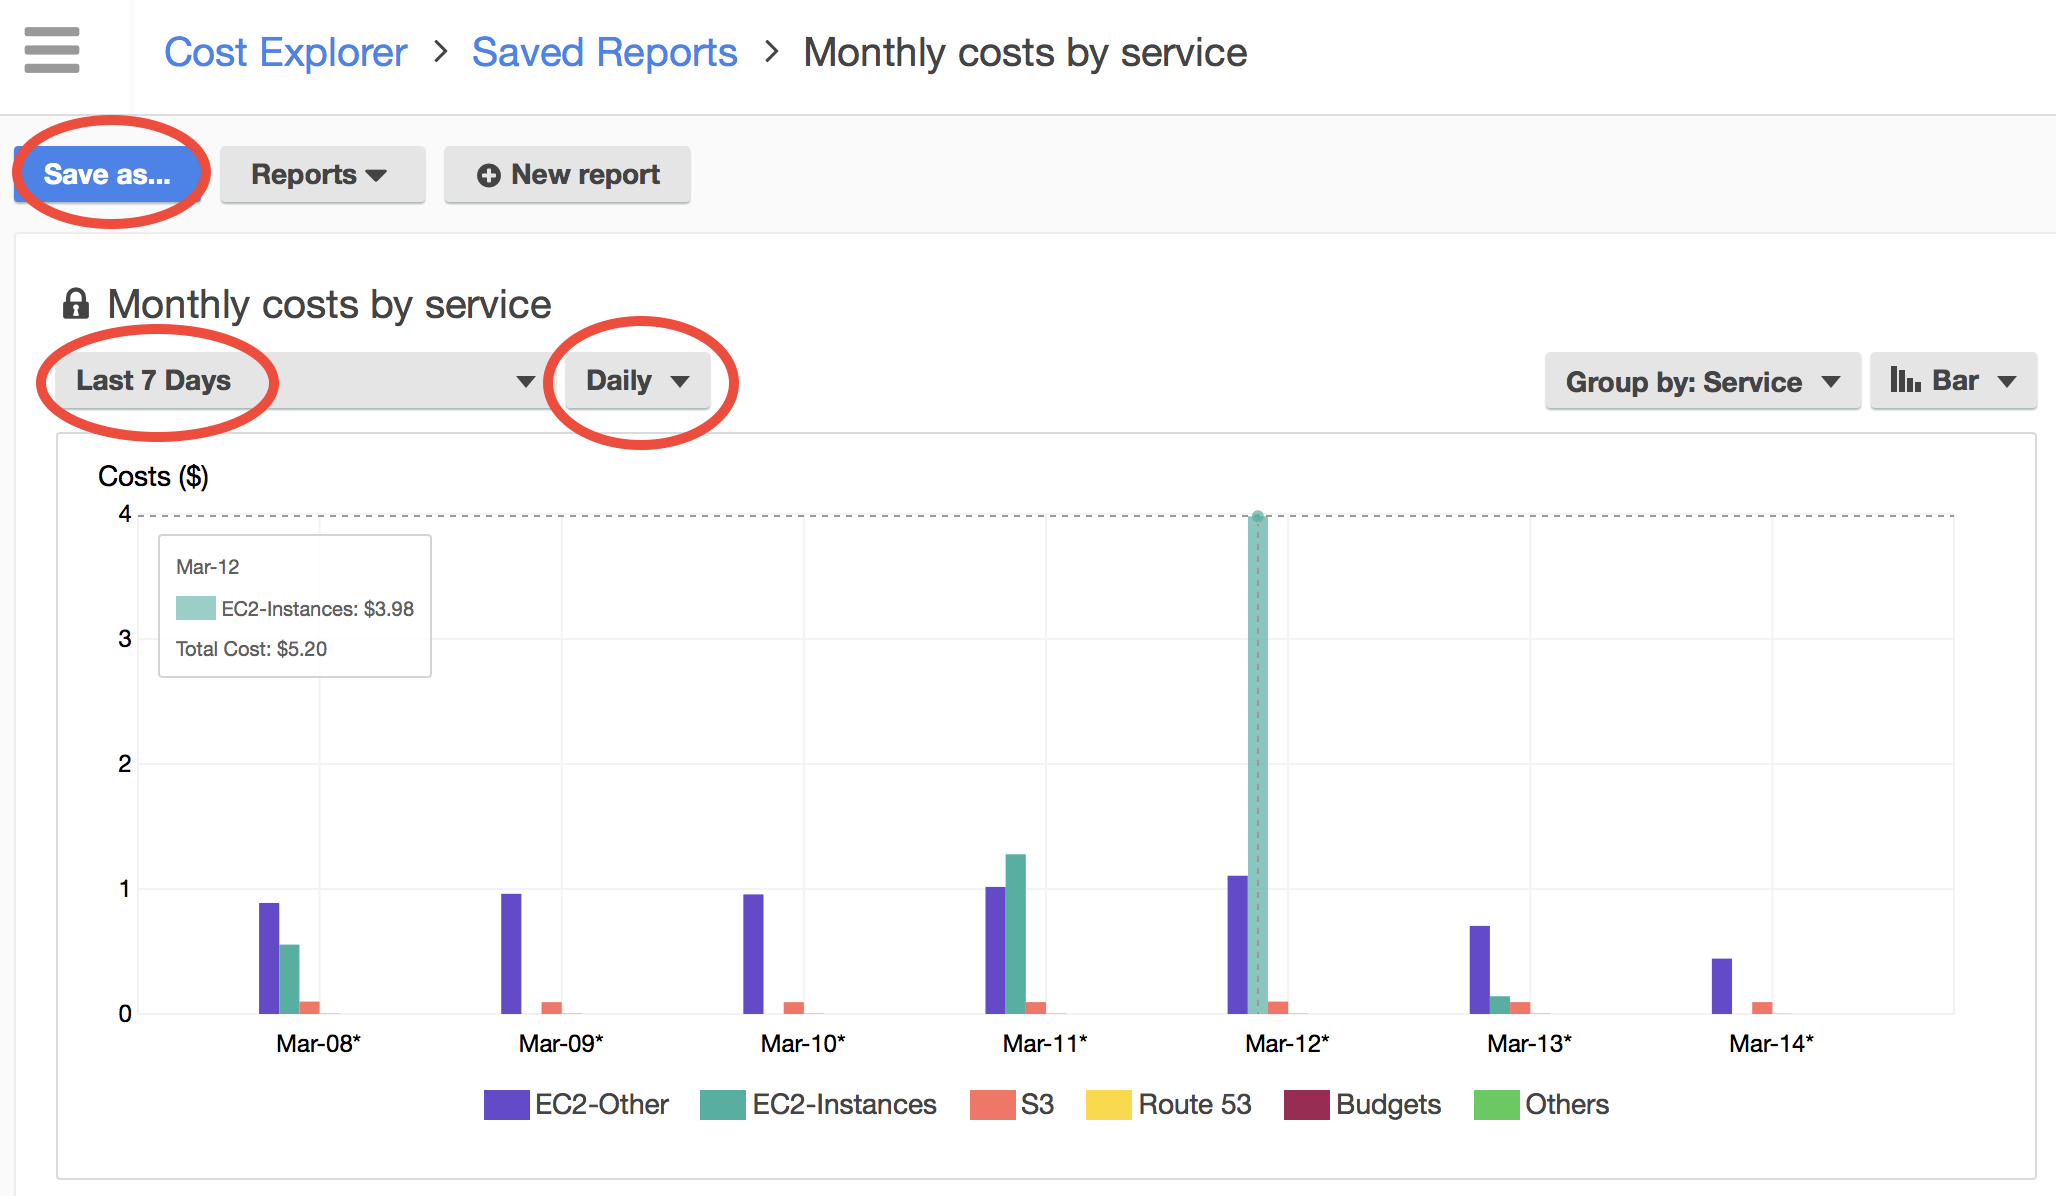 Cost Explorer > Saved Reports > Monthly costs by service
Save as... Reports New report
Monthly costs by service
Last 7 Days Daily Group by: Service Bar
Costs ($)
4
Mar-12
EC2-Instances: $3.98
3
Total Cost: $5.20
2
1
0
Mar-08* Mar-09* Mar-10* Mar-11* Mar-12* Mar-13* Mar-14*
EC2-Other EC2-Instances S3 Route 53 Budgets Others